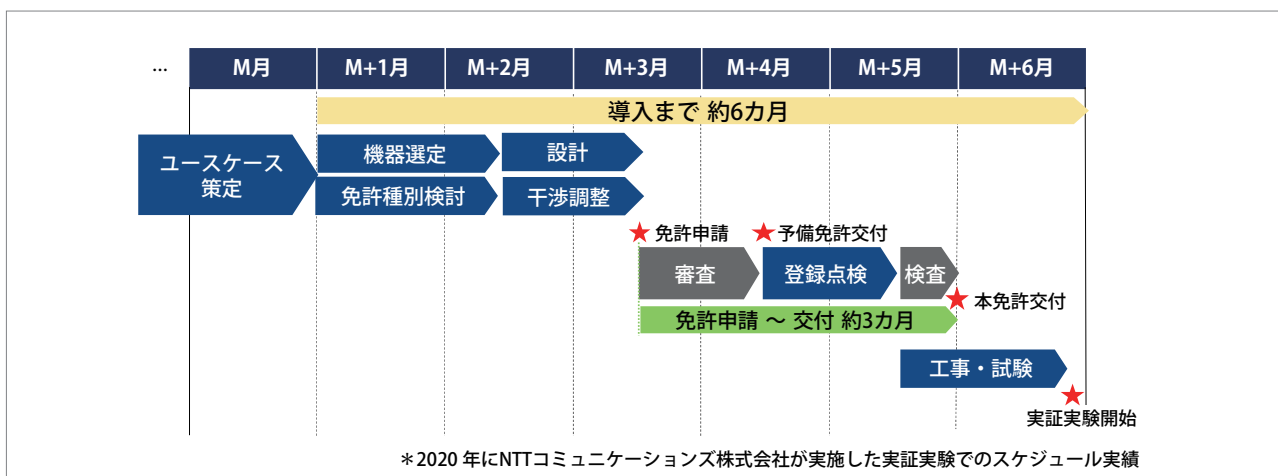 …
M月
M+1月
M+2月
M+3月
M+4月
M+5月
M+6月
導入まで 約6カ月
ユースケース
策定
機器選定
設計
免許種別検討
干渉調整
★ 免許申請
★ 予備免許交付
審査
登録点検
検査
★ 本免許交付
免許申請 ～ 交付 約3カ月
工事・試験
★
実証実験開始
＊2020 年にNTTコミュニケーションズ株式会社が実施した実証実験でのスケジュール実績